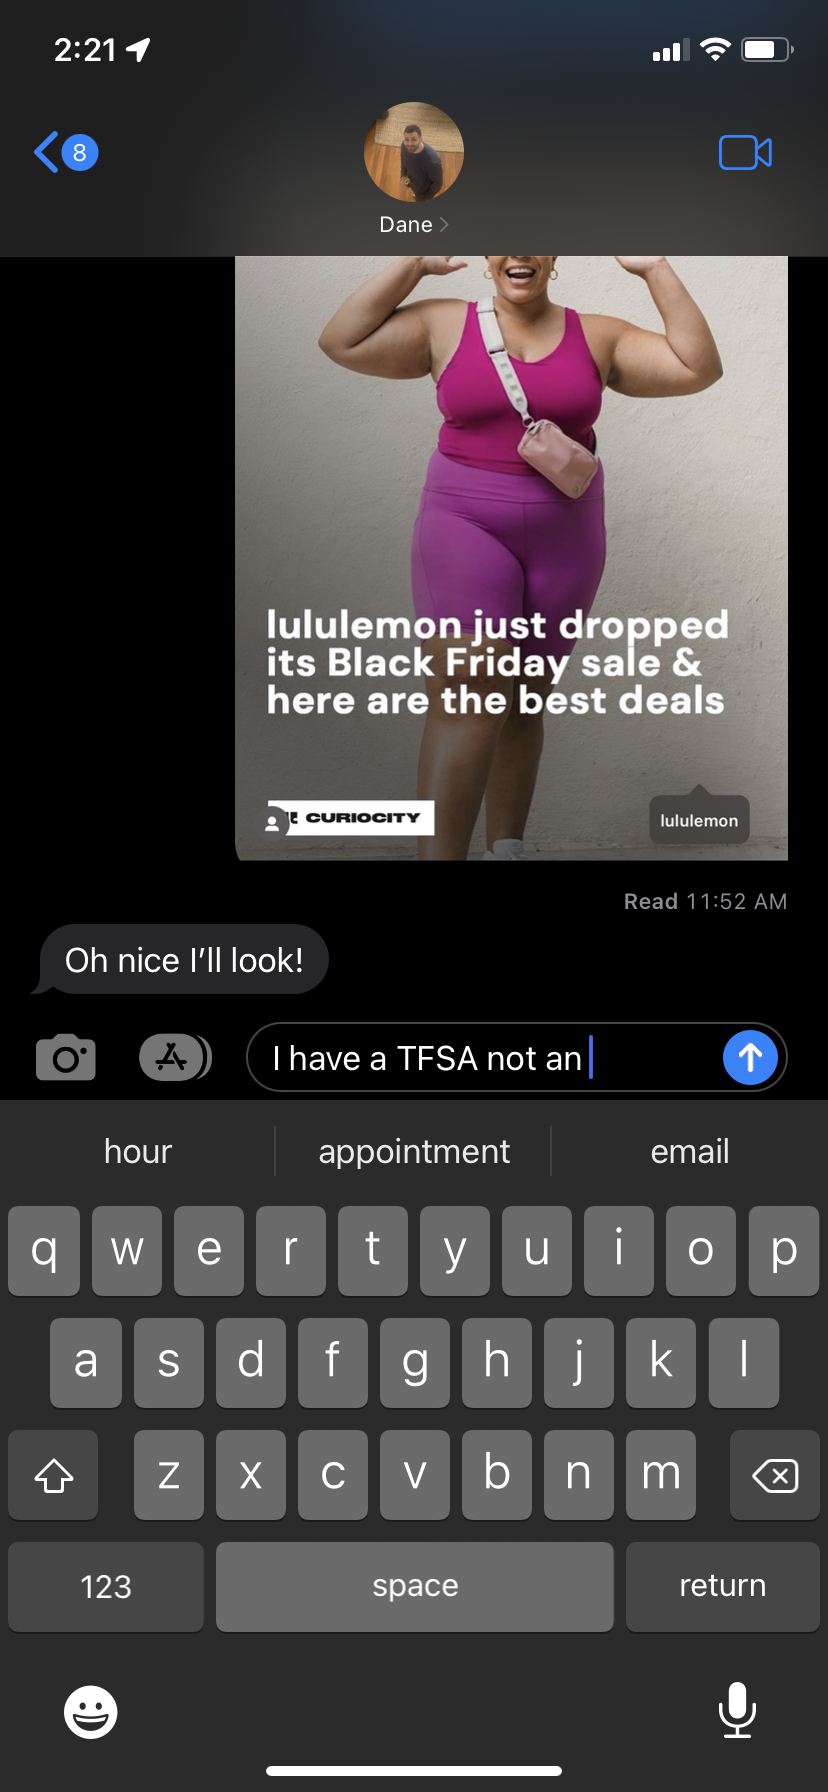 2:21
8
Dane
lululemon just dropped
its Black Friday sale &
here are the best deals
CURIOCITY
lululemon
Read 11:52 AM
Oh nice I'll look!
I have a TFSA not an
hour appointment email
q w e r t y u i o p
a s d f g h j k l
z x c v b n m
123 space return